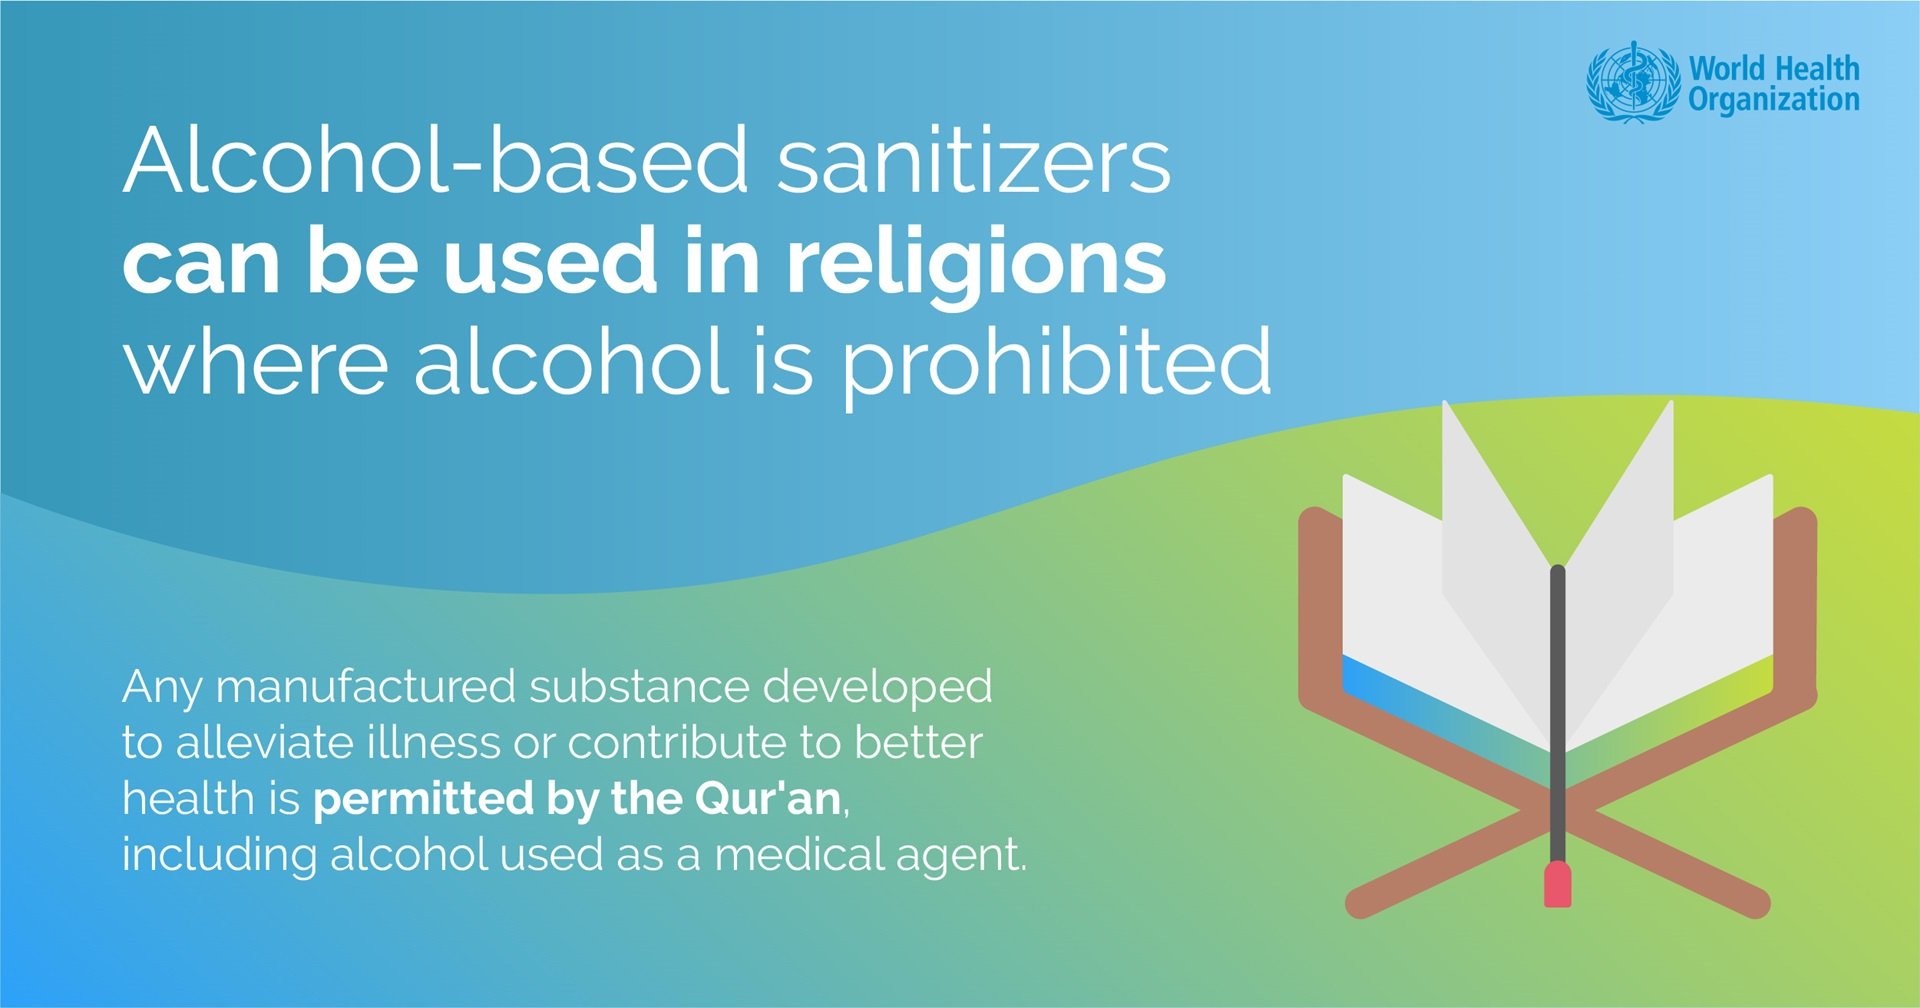 World Health
Organization
Alcohol-based sanitizers
can be used in religions
where alcohol is prohibited
Any manufactured substance developed
to alleviate illness or contribute to better
health is permitted by the Qur'an,
including alcohol used as a medical agent.